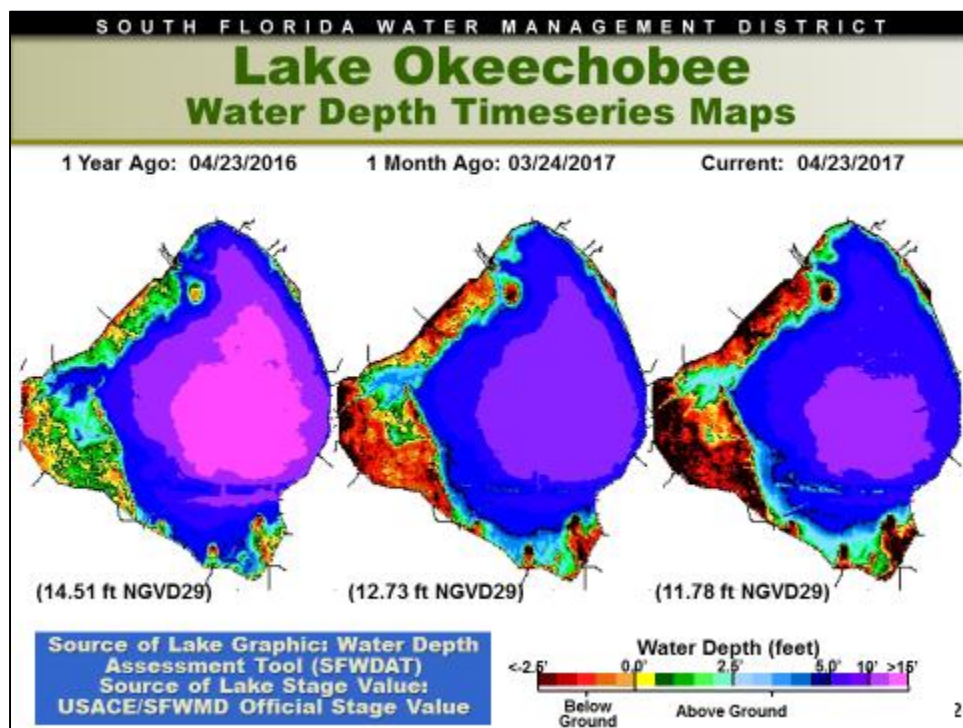 SOUTH FLORIDA WATER MANAGEMENT DISTRICT
Lake Okeechobee
Water Depth Timeseries Maps
1 Year Ago: 04/23/2016 1 Month Ago: 03/24/2017 Current: 04/23/2017
(14.51 ft NGVD29) (12.73 ft NGVD29) (11.78 ft NGVD29)
Source of Lake Graphic: Water Depth
Assessment Tool (SFWDAT)
Source of Lake Stage Value:
USACE/SFWMD Official Stage Value
Water Depth (feet)
<-2.5' 0.0' 2.5' 5.0' 10' >15'
Below
Ground
Above Ground
2